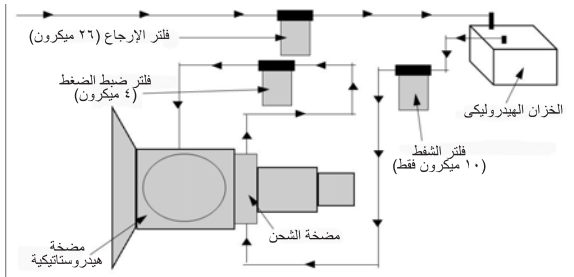 فلتر الإرجاع (٢٦ ميكرون)
فلتر ضبط الضغط
(٤ ميكرون)
الخزان الهيدروليكى
فلتر الشفط
(١٠ ميكرون فقط)
مضخة الشحن
مضخة
هيدروستاتيكية